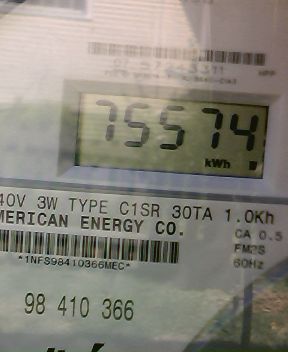 75574
kWh
40V 3W TYPE C1SR 30TA 1.0Kh
MERICAN ENERGY CO.
CA 0.5
FM2S
60Hz
*1NFS98410366MEC*
98 410 366